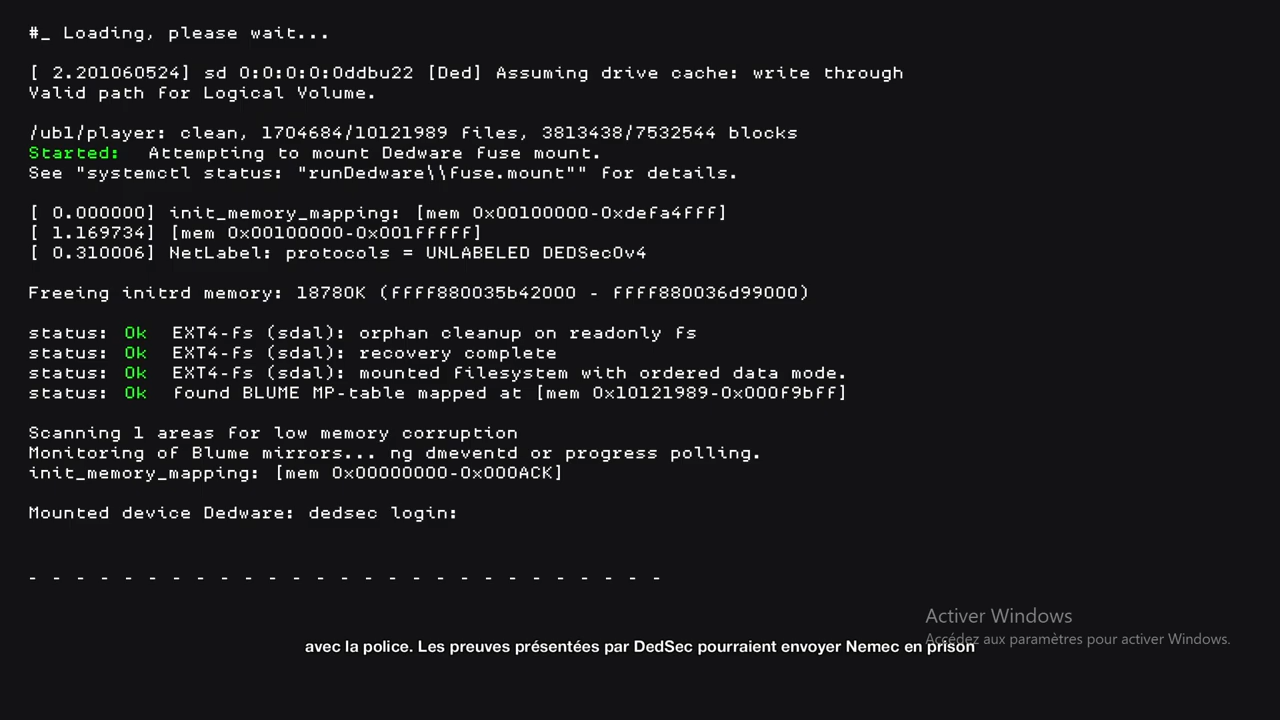 #_ Loading, please wait...
[ 2.201060524] sd 0:0:0:0:0ddbu22 [Ded] Assuming drive cache: write through
Valid path for Logical Volume.
/ubl/player: clean, 1704684/10121989 files, 3813438/7532544 blocks
Started: Attempting to mount Dedware Fuse mount.
See "systemctl status: "runDedware\\fuse.mount"" for details.
[ 0.000000] init_memory_mapping: [mem 0x00100000-0xdefa4fff]
[ 1.169734] [mem 0x00100000-0x001fffff]
[ 0.310006] NetLabel: protocols = UNLABELED DEDSecOv4
Freeing initrd memory: 18780K (ffff880035b42000 - ffff880036d99000)
status: Ok EXT4-fs (sdal): orphan cleanup on readonly fs
status: Ok EXT4-fs (sdal): recovery complete
status: Ok EXT4-fs (sdal): mounted filesystem with ordered data mode.
status: Ok found BLUME MP-table mapped at [mem 0x10121989-0x000f9bff]
Scanning 1 areas for low memory corruption
Monitoring of Blume mirrors... ng dmeventd or progress polling.
init_memory_mapping: [mem 0x00000000-0x000ACK]
Mounted device Dedware: dedsec login:
- - - - - - - - - - - - - - - - - - - - - - - - - - -
Activer Windows
Accédez aux paramètres pour activer Windows.
avec la police. Les preuves présentées par DedSec pourraient envoyer Nemec en prison